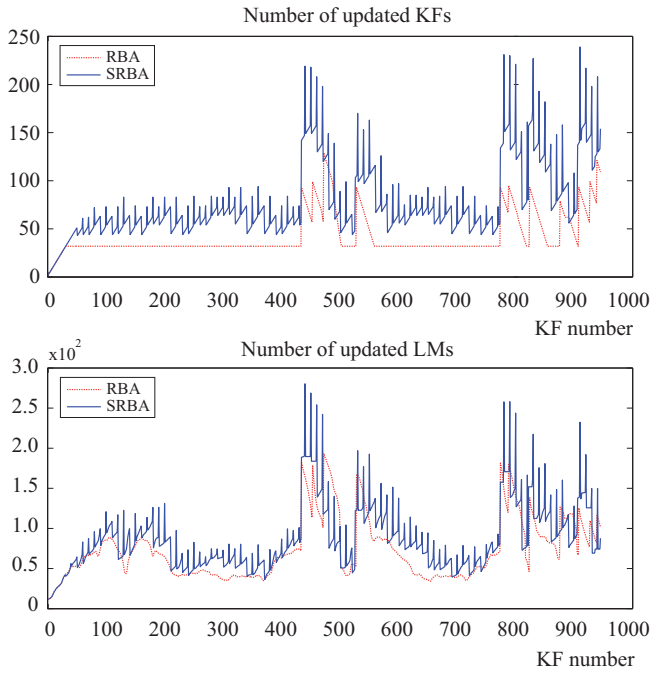 Number of updated KFs
250
200
150
100
50
0
RBA
SRBA
0 100 200 300 400 500 600 700 800 900 1000
KF number
Number of updated LMs
x10²
3.0
2.5
2.0
1.5
1.0
0.5
0
RBA
SRBA
0 100 200 300 400 500 600 700 800 900 1000
KF number